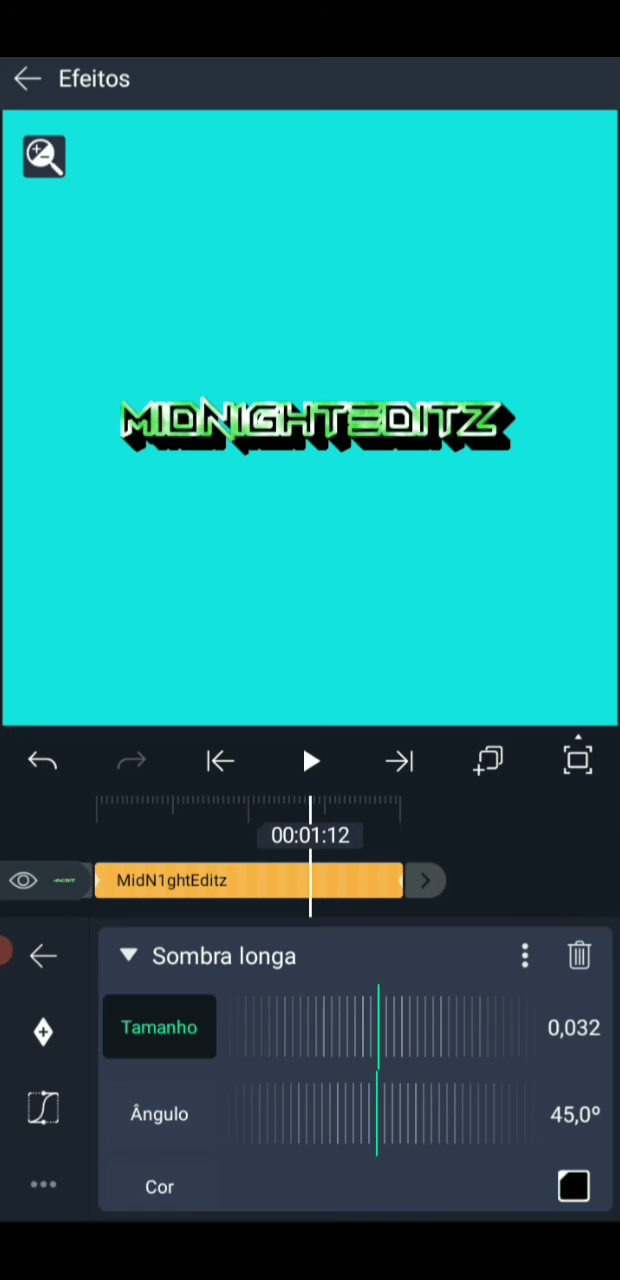 Efeitos
MIDNIGHTEDITZ
00:01:12
MidN1ghtEditz
Sombra longa
Tamanho
0,032
Ângulo
45,0º
Cor